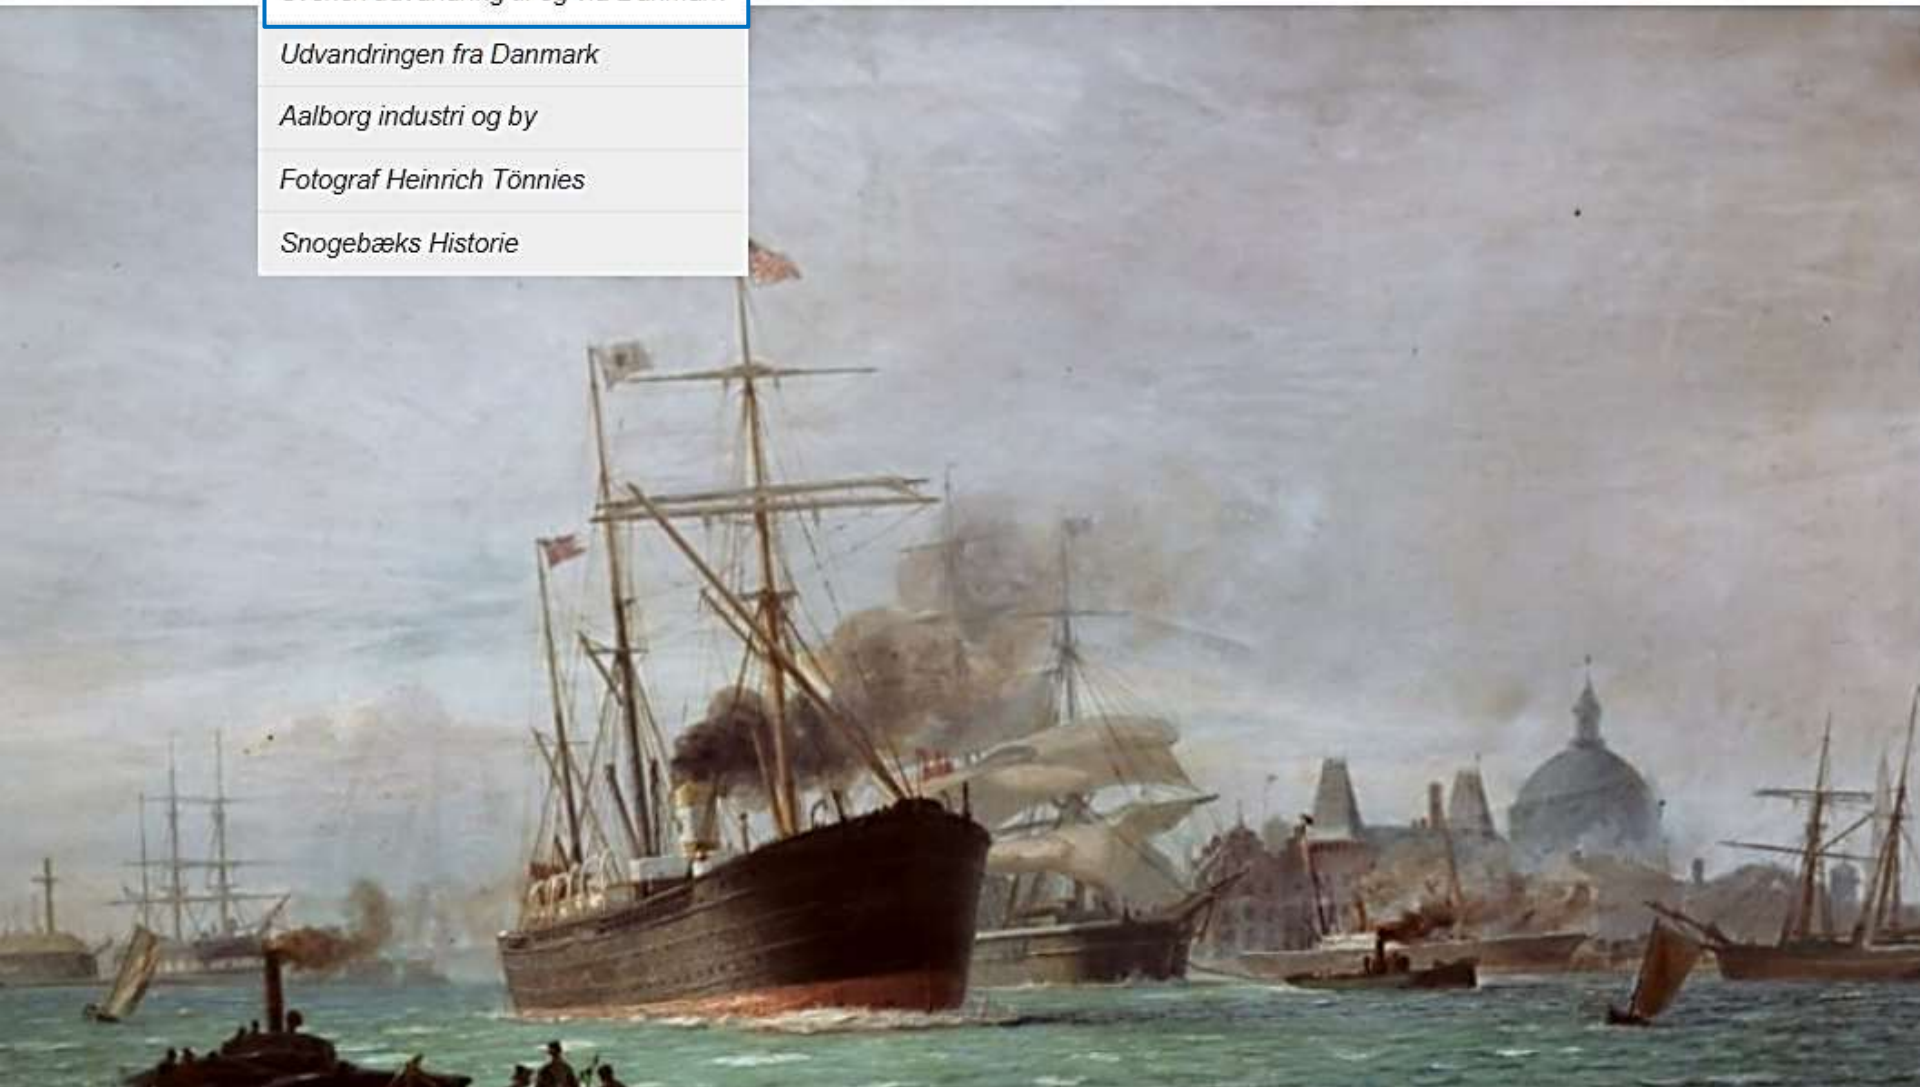 Udvandringen fra Danmark
Aalborg industri og by
Fotograf Heinrich Tönnies
Snogebæks Historie